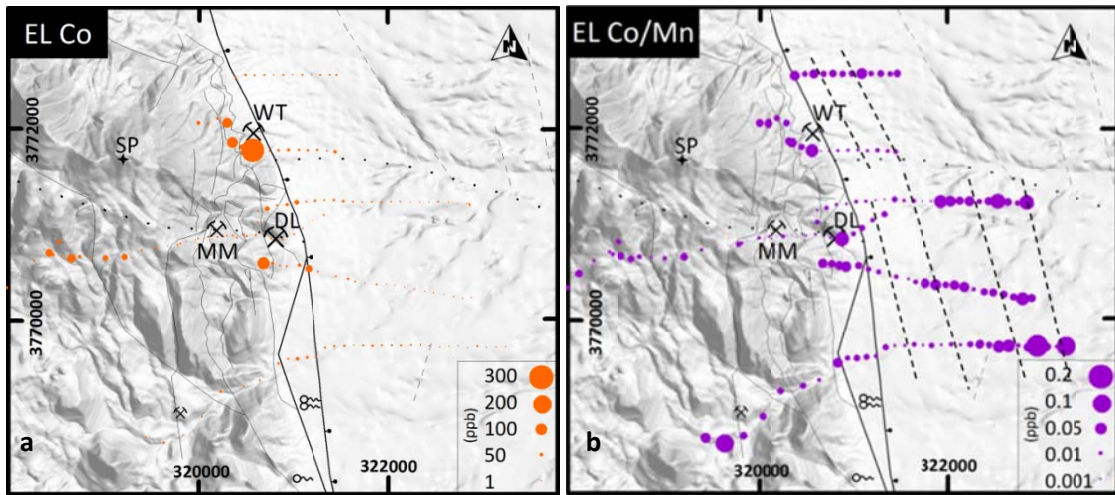 EL Co
N
WT
SP
DL
MM
3772000
3770000
320000
322000
300
200
100
50
1
(ppb)
a
EL Co/Mn
N
WT
SP
DL
MM
3772000
3770000
320000
322000
0.2
0.1
0.05
0.01
0.001
(ppb)
b